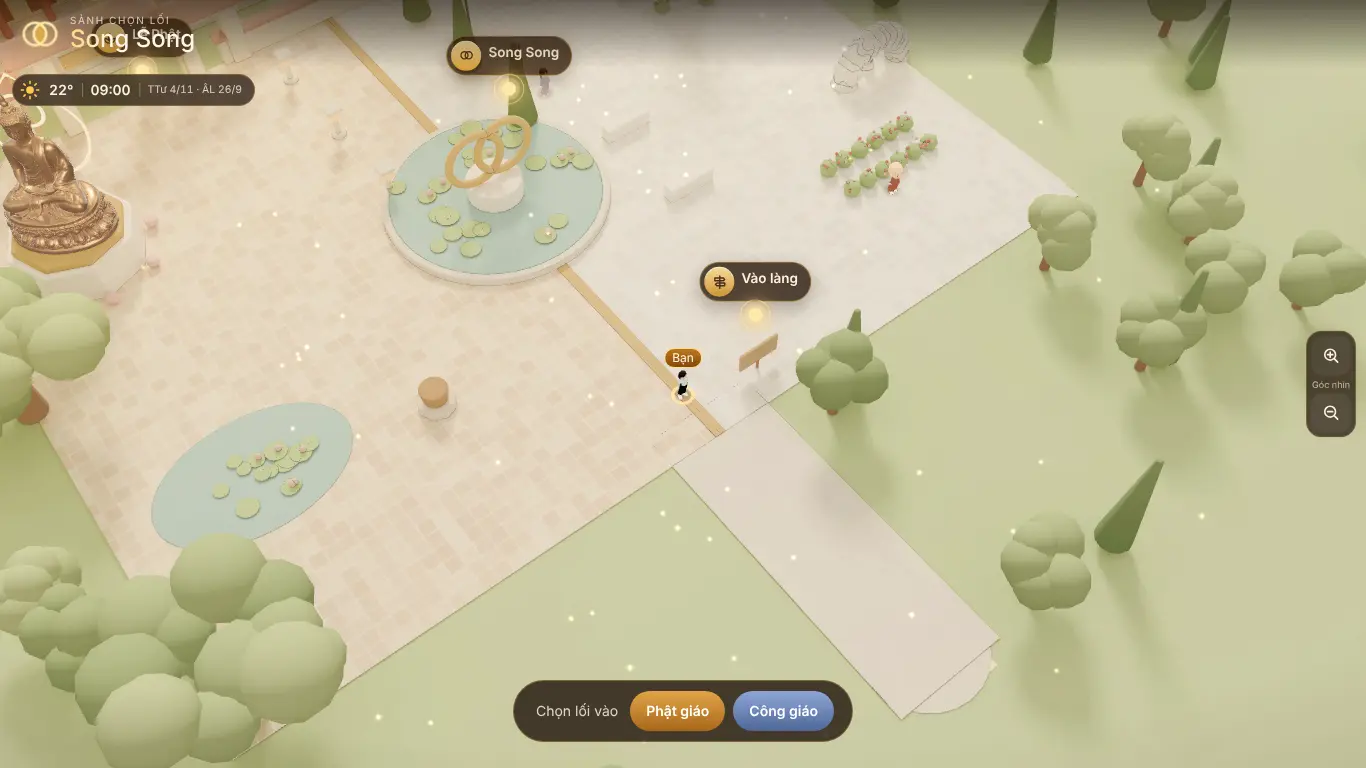 SẢNH CHỌN LỐI
Song Song
22° 09:00 TTư 4/11 · ÂL 26/9
Song Song
Vào làng
Bạn
Góc nhìn
Chọn lối vào Phật giáo Công giáo